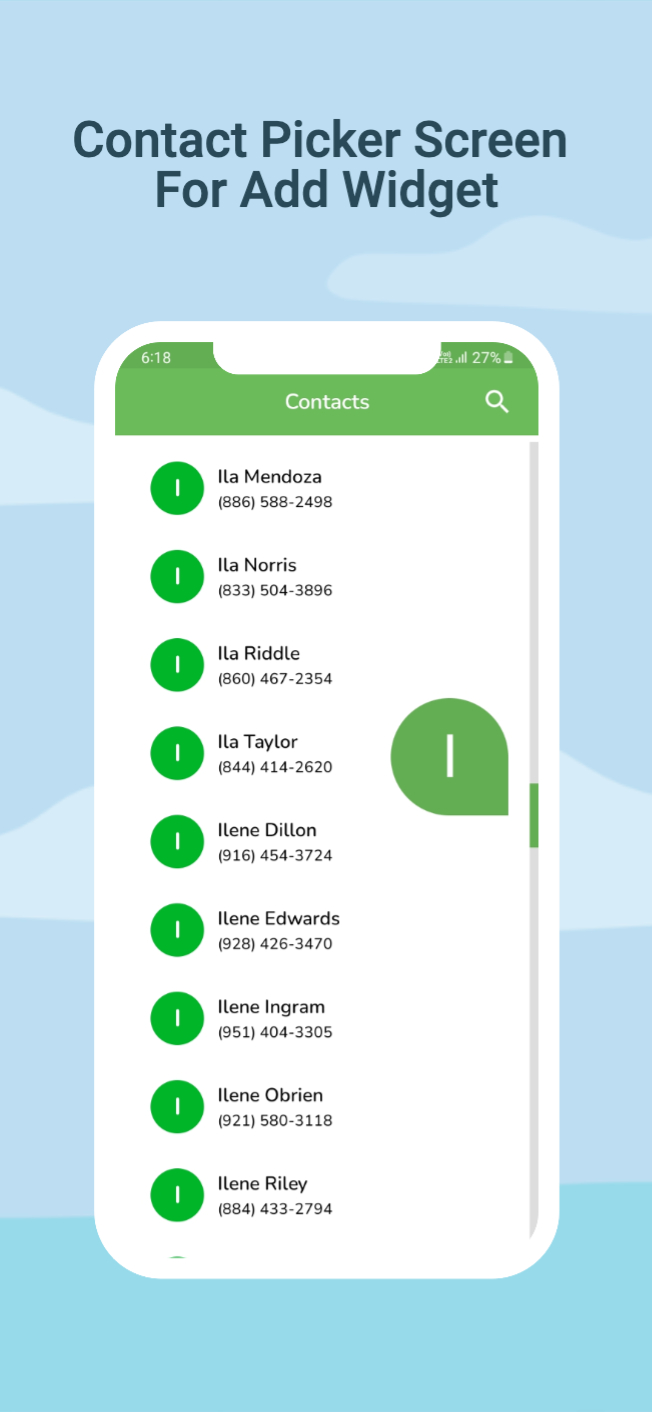 Contact Picker Screen
For Add Widget
6:18
27%
Contacts
I
Ila Mendoza
(886) 588-2498
I
Ila Norris
(833) 504-3896
I
Ila Riddle
(860) 467-2354
I
Ila Taylor
(844) 414-2620
I
I
Ilene Dillon
(916) 454-3724
I
Ilene Edwards
(928) 426-3470
I
Ilene Ingram
(951) 404-3305
I
Ilene Obrien
(921) 580-3118
I
Ilene Riley
(884) 433-2794